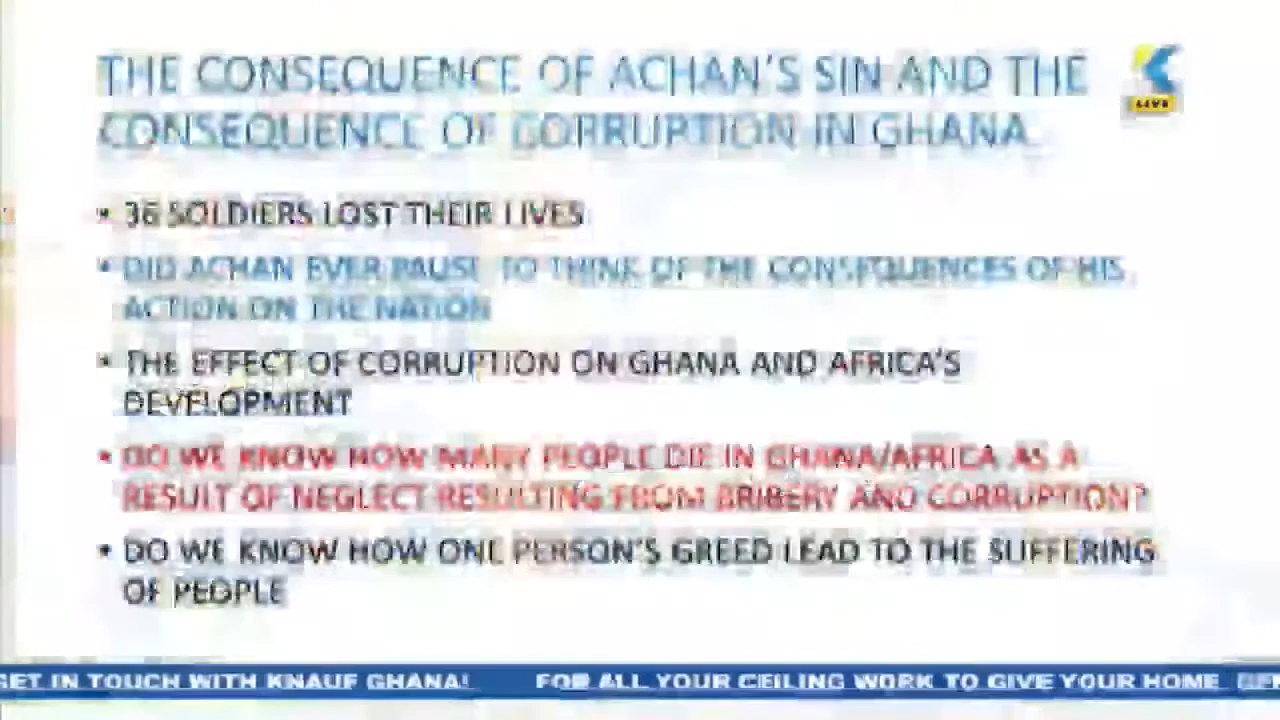 THE CONSEQUENCE OF ACHAN'S SIN AND THE
CONSEQUENCE OF CORRUPTION IN GHANA
LIVE
• 36 SOLDIERS LOST THEIR LIVES
• DID ACHAN EVER PAUSE TO THINK OF THE CONSEQUENCES OF HIS
ACTION ON THE NATION
• THE EFFECT OF CORRUPTION ON GHANA AND AFRICA'S
DEVELOPMENT
• DO WE KNOW HOW MANY PEOPLE DIE IN GHANA/AFRICA AS A
RESULT OF NEGLECT RESULTING FROM BRIBERY AND CORRUPTION?
• DO WE KNOW HOW ONE PERSON'S GREED LEAD TO THE SUFFERING
OF PEOPLE
GET IN TOUCH WITH KNAUF GHANA! FOR ALL YOUR CEILING WORK TO GIVE YOUR HOME